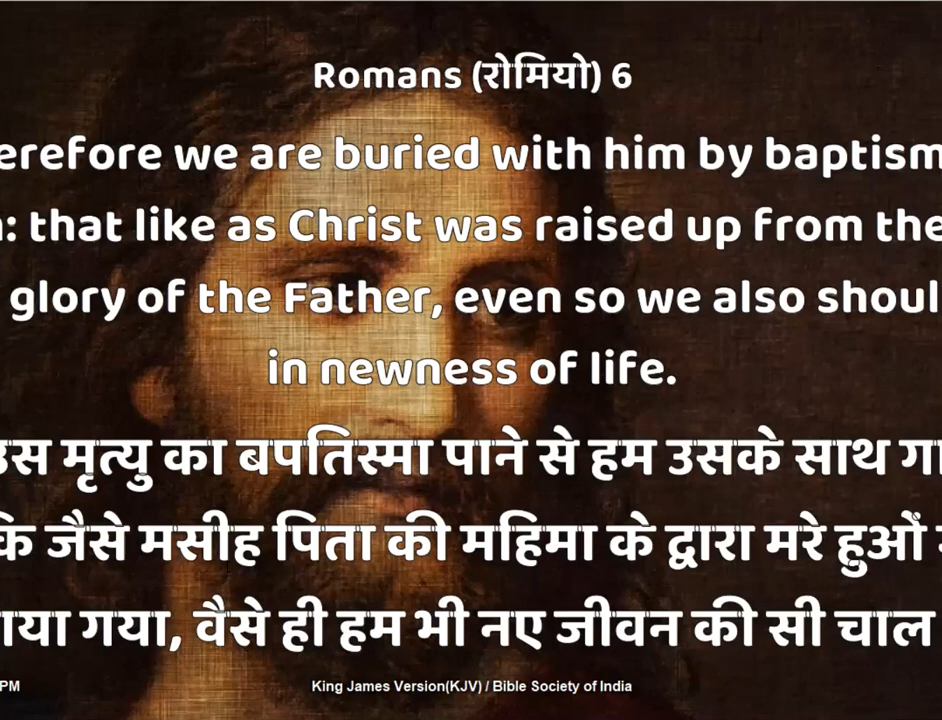 Romans (रोमियो) 6
erefore we are buried with him by baptism
: that like as Christ was raised up from the
glory of the Father, even so we also shoul
in newness of life.
उस मृत्यु का बपतिस्मा पाने से हम उसके साथ गा
कि जैसे मसीह पिता की महिमा के द्वारा मरे हुओं
ाया गया, वैसे ही हम भी नए जीवन की सी चाल
PM
King James Version(KJV) / Bible Society of India